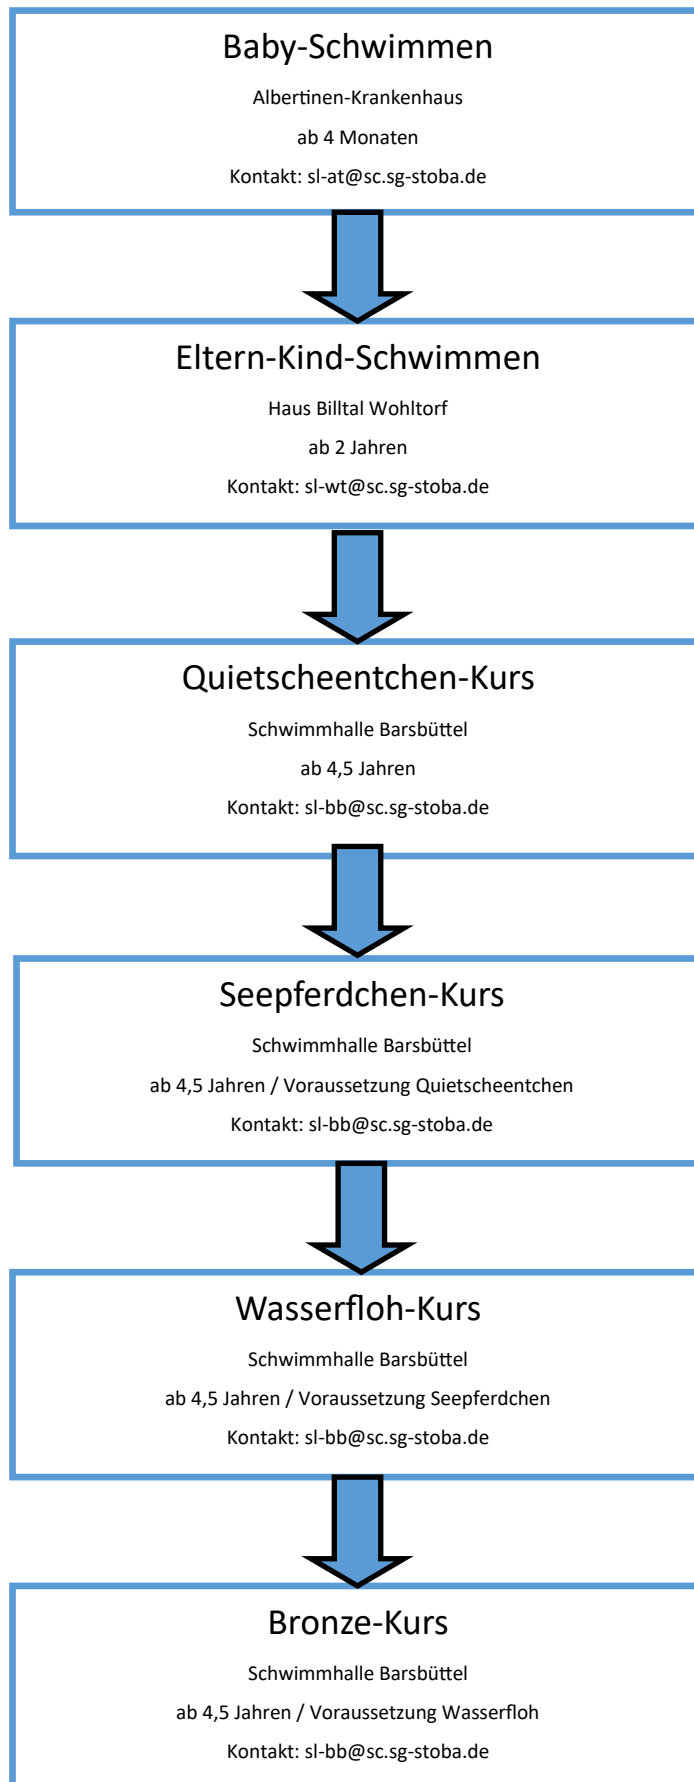 Baby-Schwimmen
Albertinen-Krankenhaus
ab 4 Monaten
Kontakt: sl-at@sc.sg-stoba.de
Eltern-Kind-Schwimmen
Haus Billtal Wohltorf
ab 2 Jahren
Kontakt: sl-wt@sc.sg-stoba.de
Quietscheentchen-Kurs
Schwimmhalle Barsbüttel
ab 4,5 Jahren
Kontakt: sl-bb@sc.sg-stoba.de
Seepferdchen-Kurs
Schwimmhalle Barsbüttel
ab 4,5 Jahren / Voraussetzung Quietscheentchen
Kontakt: sl-bb@sc.sg-stoba.de
Wasserfloh-Kurs
Schwimmhalle Barsbüttel
ab 4,5 Jahren / Voraussetzung Seepferdchen
Kontakt: sl-bb@sc.sg-stoba.de
Bronze-Kurs
Schwimmhalle Barsbüttel
ab 4,5 Jahren / Voraussetzung Wasserfloh
Kontakt: sl-bb@sc.sg-stoba.de